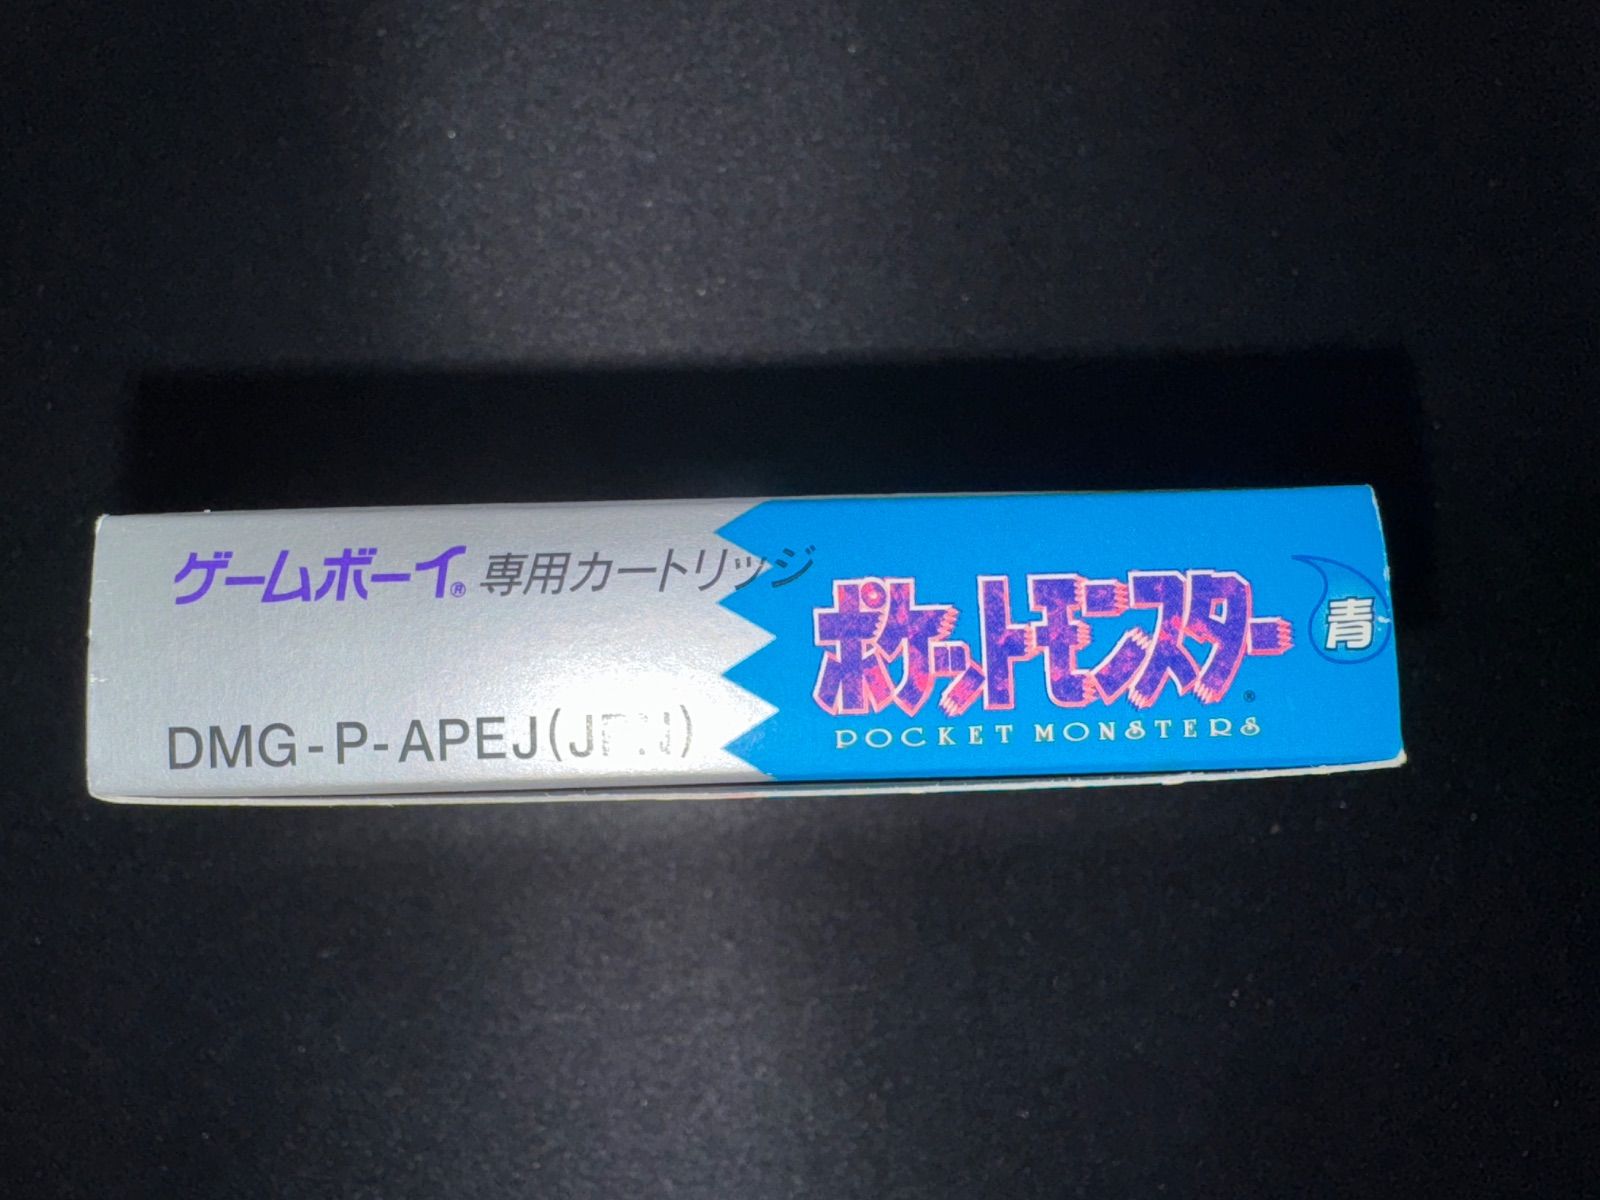 ゲームボーイ® 専用カートリッジ
DMG-P-APEJ(JPN)
ポケットモンスター®
青
POCKET MONSTERS